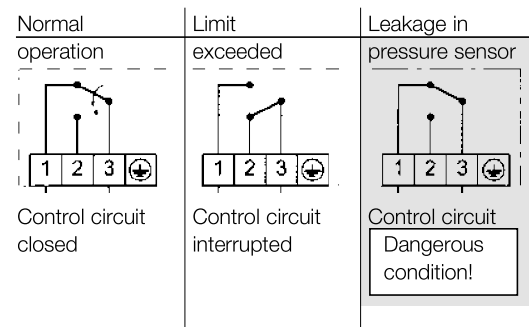 Normal
operation
1 2 3
Control circuit
closed
Limit
exceeded
1 2 3
Control circuit
interrupted
Leakage in
pressure sensor
1 2 3
Control circuit
Dangerous
condition!